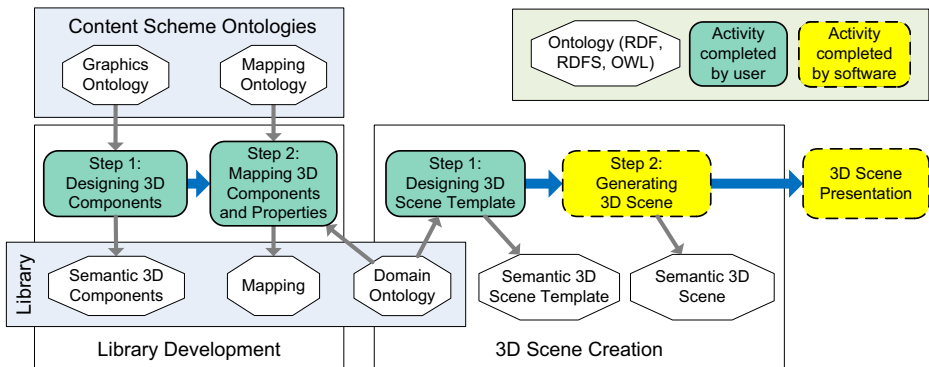 Content Scheme Ontologies
Graphics
Ontology
Mapping
Ontology
Ontology (RDF,
RDFS, OWL)
Activity
completed
by user
Activity
completed
by software
Step 1:
Designing 3D
Components
Step 2:
Mapping 3D
Components
and Properties
Step 1:
Designing 3D
Scene Template
Step 2:
Generating
3D Scene
3D Scene
Presentation
Library
Semantic 3D
Components
Mapping
Domain
Ontology
Semantic 3D
Scene Template
Semantic 3D
Scene
Library Development
3D Scene Creation